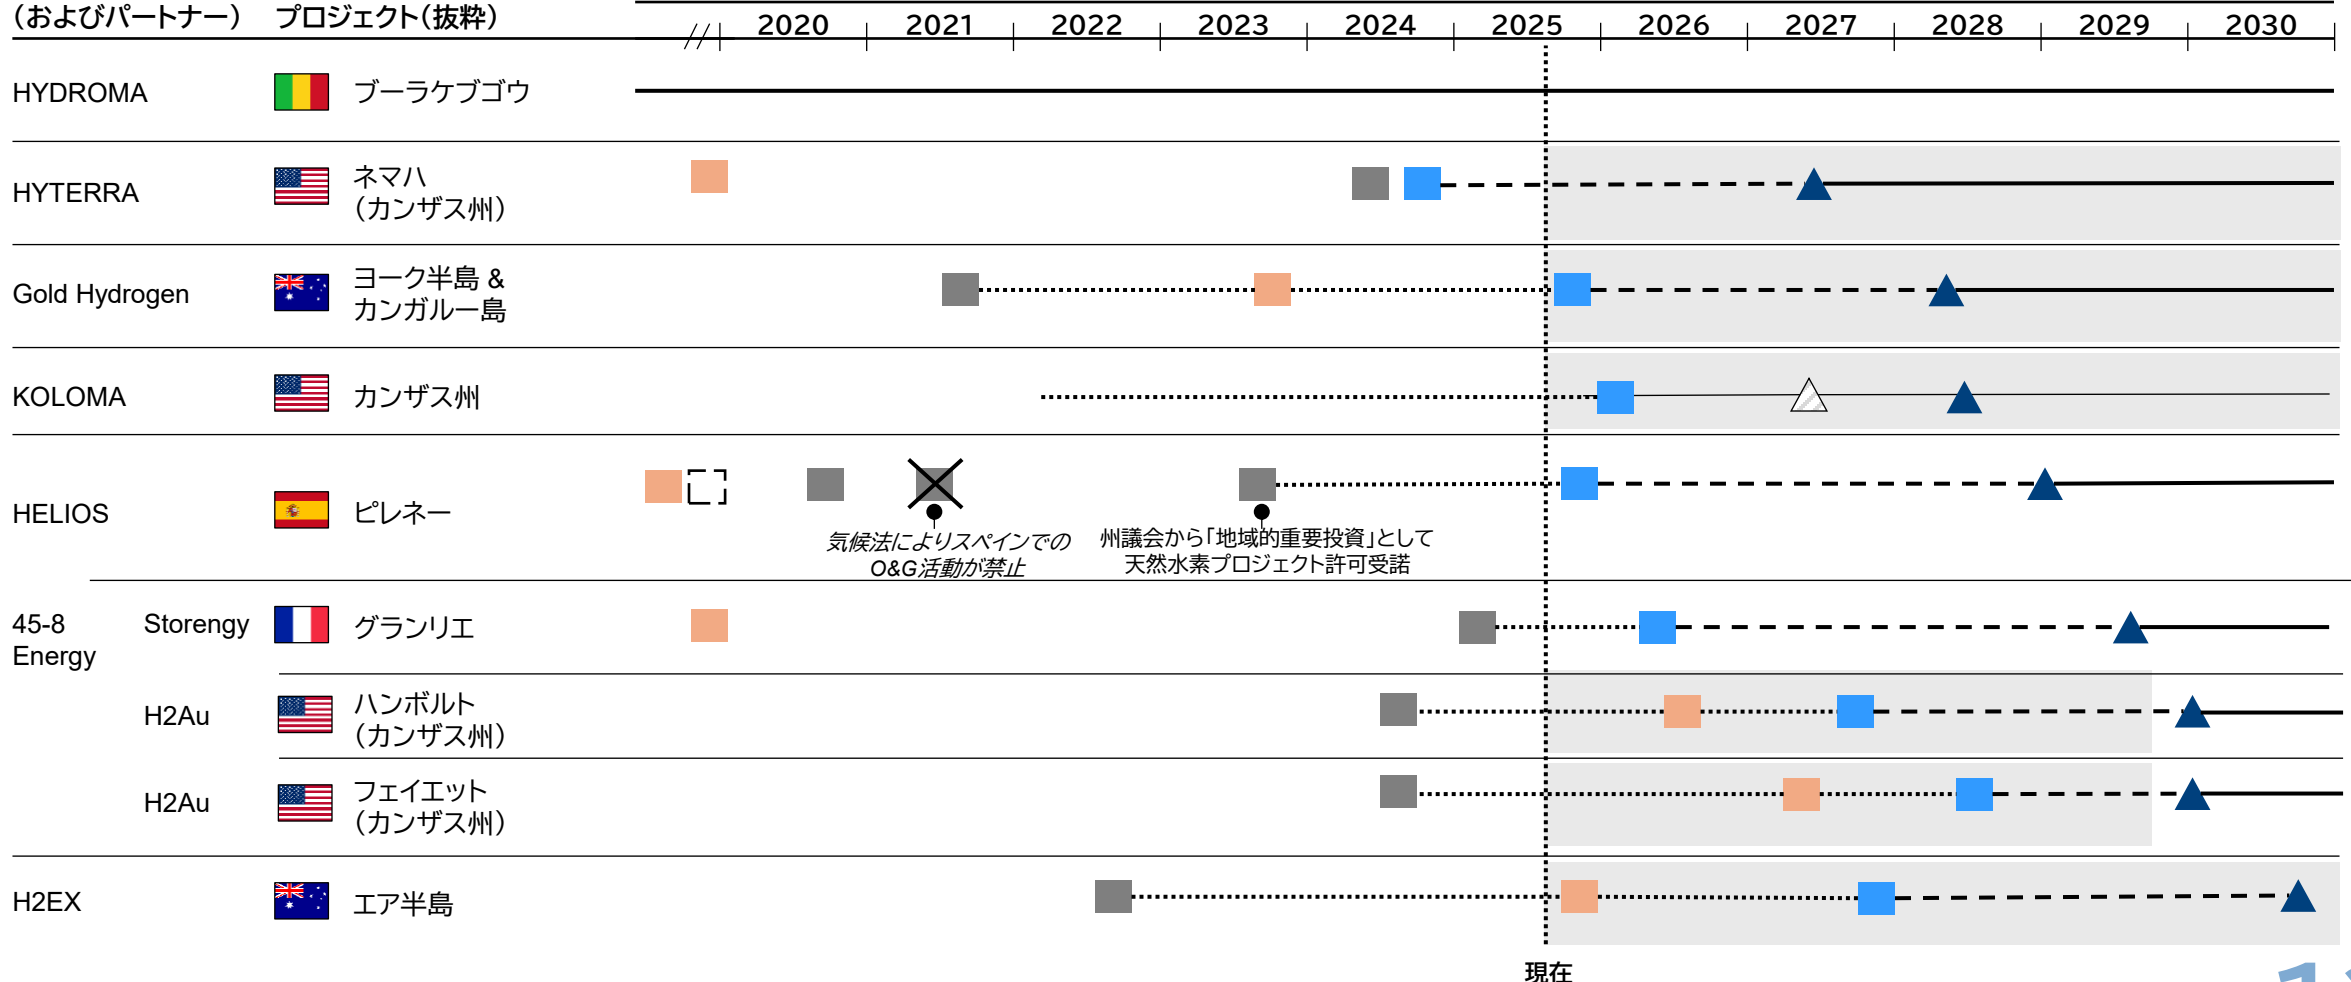 (およびパートナー) プロジェクト(抜粋)
2020 2021 2022 2023 2024 2025 2026 2027 2028 2029 2030
HYDROMA
ブーラケブゴウ
HYTERRA
ネマハ
(カンザス州)
Gold Hydrogen
ヨーク半島 &
カンガルー島
KOLOMA
カンザス州
HELIOS
ピレネー
気候法によりスペインでの
O&G活動が禁止
州議会から「地域的重要投資」として
天然水素プロジェクト許可受諾
45-8
Energy
Storengy
グランリエ
H2Au
ハンボルト
(カンザス州)
H2Au
フェイエット
(カンザス州)
H2EX
エア半島
現在